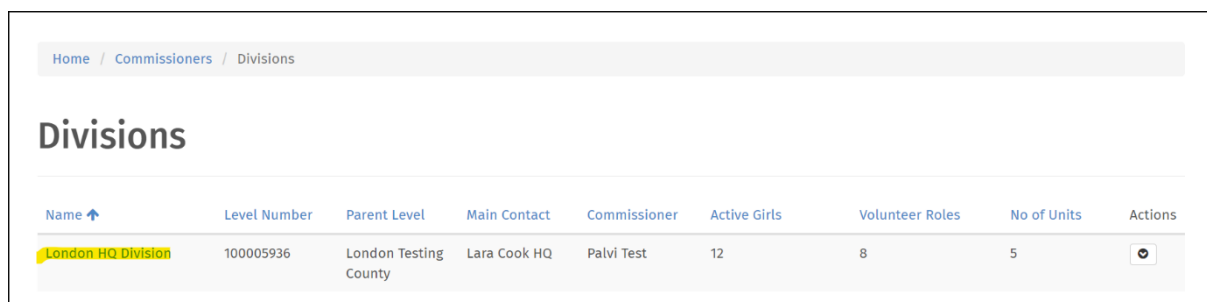 Home / Commissioners / Divisions
Divisions
Name Level Number Parent Level Main Contact Commissioner Active Girls Volunteer Roles No of Units Actions
London HQ Division 100005936 London Testing Lara Cook HQ Palvi Test 12 8 5
County